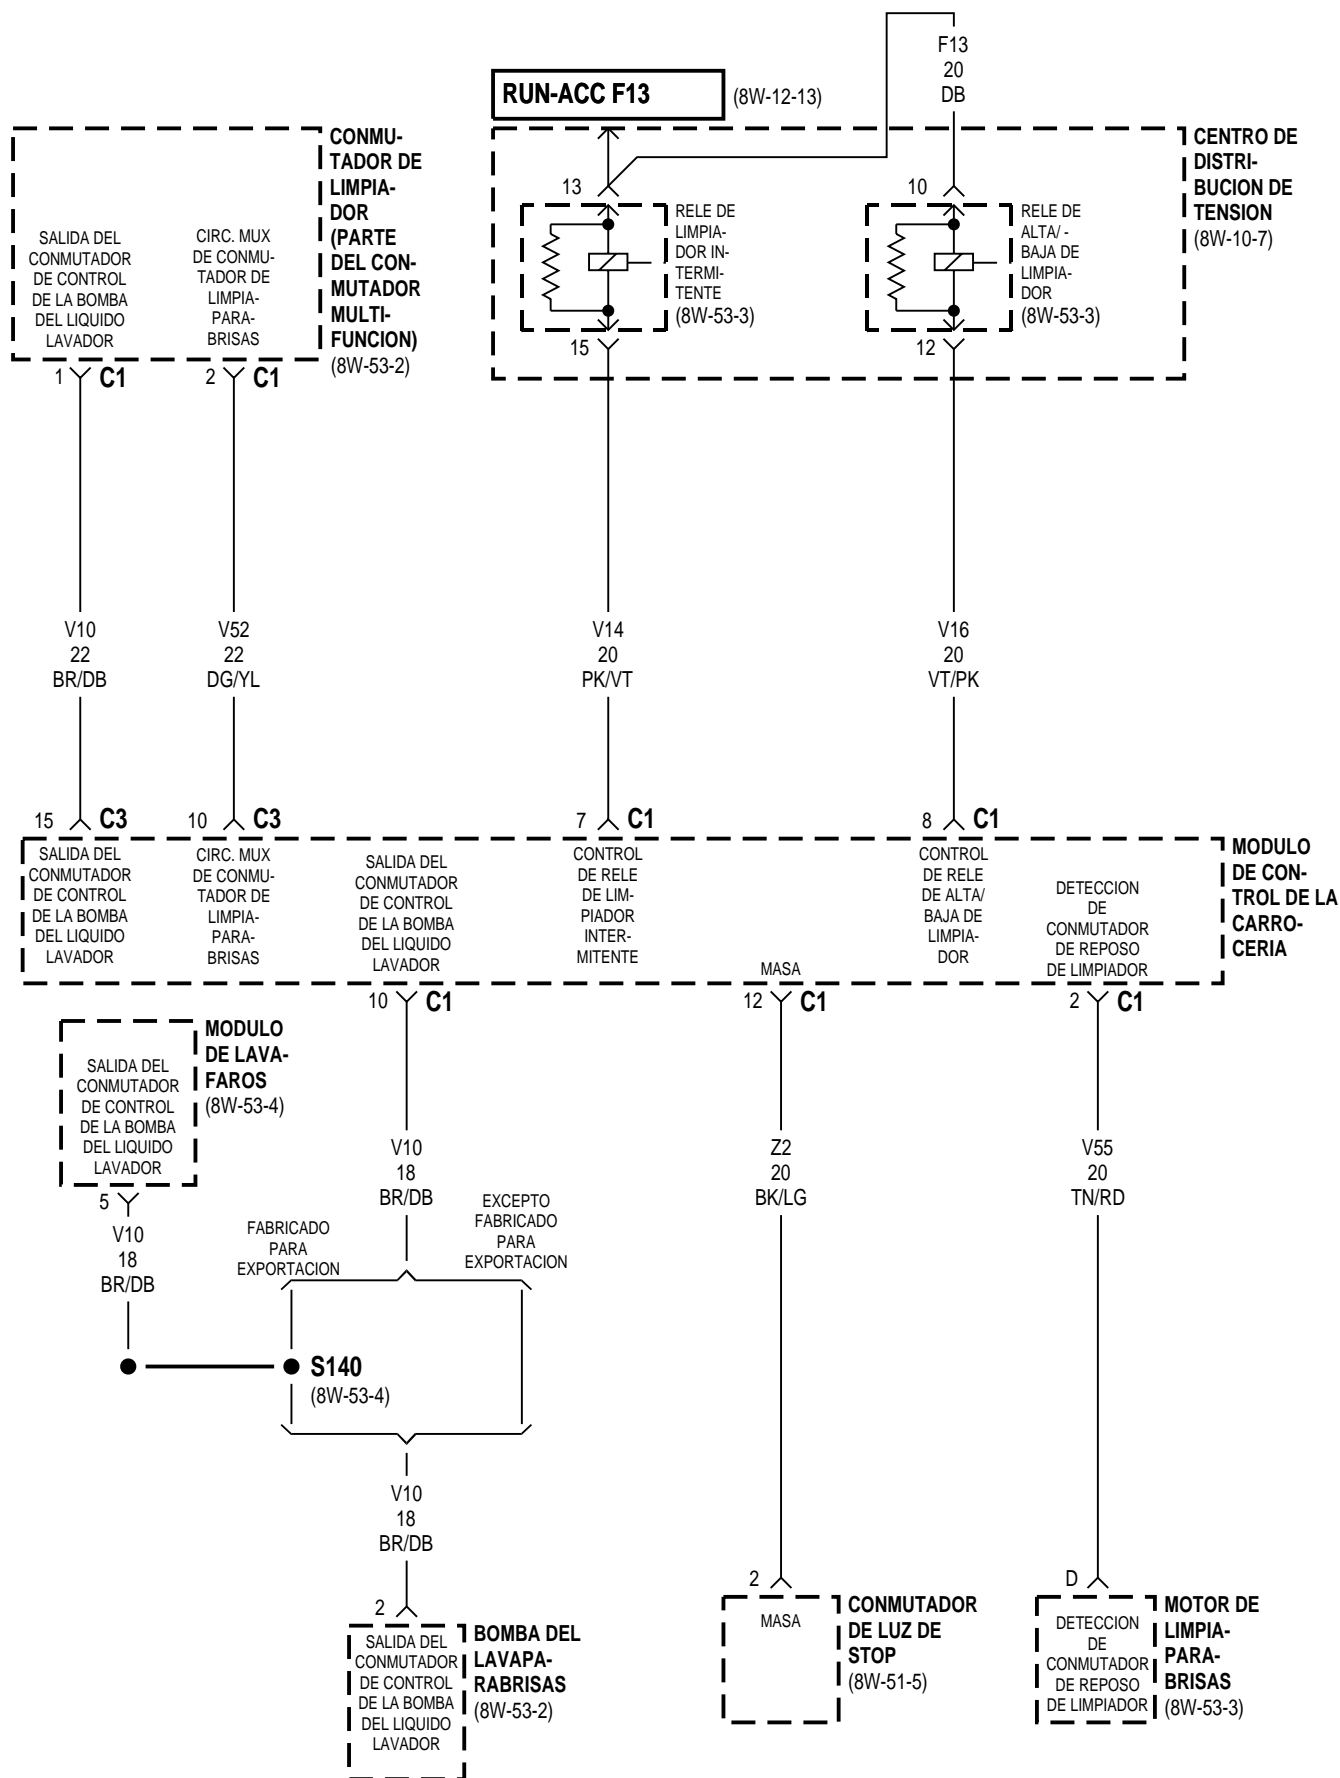 F13
20
DB
RUN-ACC F13
(8W-12-13)
CONMU-
TADOR DE
LIMPIA-
DOR
(PARTE
DEL CON-
MUTADOR
MULTI-
FUNCION)
(8W-53-2)
SALIDA DEL
CONMUTADOR
DE CONTROL
DE LA BOMBA
DEL LIQUIDO
LAVADOR
CIRC. MUX
DE CONMU-
TADOR DE
LIMPIA-
PARA-
BRISAS
1
C1
2
C1
13
RELE DE
LIMPIA-
DOR IN-
TERMI-
TENTE
(8W-53-3)
15
10
RELE DE
ALTA/ -
BAJA DE
LIMPIA-
DOR
(8W-53-3)
12
CENTRO DE
DISTRI-
BUCION DE
TENSION
(8W-10-7)
V10
22
BR/DB
V52
22
DG/YL
V14
20
PK/VT
V16
20
VT/PK
15
C3
10
C3
7
C1
8
C1
SALIDA DEL
CONMUTADOR
DE CONTROL
DE LA BOMBA
DEL LIQUIDO
LAVADOR
CIRC. MUX
DE CONMU-
TADOR DE
LIMPIA-
PARA-
BRISAS
SALIDA DEL
CONMUTADOR
DE CONTROL
DE LA BOMBA
DEL LIQUIDO
LAVADOR
CONTROL
DE RELE
DE LIM-
PIADOR
INTER-
MITENTE
MASA
CONTROL
DE RELE
DE ALTA/
BAJA DE
LIMPIA-
DOR
DETECCION
DE
CONMUTADOR
DE REPOSO
DE LIMPIADOR
MODULO
DE CON-
TROL DE LA
CARRO-
CERIA
10
C1
12
C1
2
C1
MODULO
DE LAVA-
FAROS
(8W-53-4)
SALIDA DEL
CONMUTADOR
DE CONTROL
DE LA BOMBA
DEL LIQUIDO
LAVADOR
5
V10
18
BR/DB
V10
18
BR/DB
Z2
20
BK/LG
V55
20
TN/RD
FABRICADO
PARA
EXPORTACION
EXCEPTO
FABRICADO
PARA
EXPORTACION
S140
(8W-53-4)
V10
18
BR/DB
2
SALIDA DEL
CONMUTADOR
DE CONTROL
DE LA BOMBA
DEL LIQUIDO
LAVADOR
BOMBA DEL
LAVAPA-
RABRISAS
(8W-53-2)
2
MASA
CONMUTADOR
DE LUZ DE
STOP
(8W-51-5)
D
DETECCION
DE
CONMUTADOR
DE REPOSO
DE LIMPIADOR
MOTOR DE
LIMPIA-
PARA-
BRISAS
(8W-53-3)